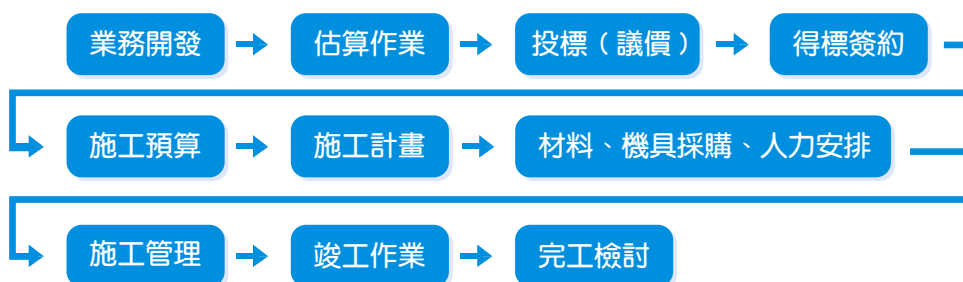 業務開發 估算作業 投標(議價) 得標簽約
施工預算 施工計畫 材料、機具採購、人力安排
施工管理 竣工作業 完工檢討